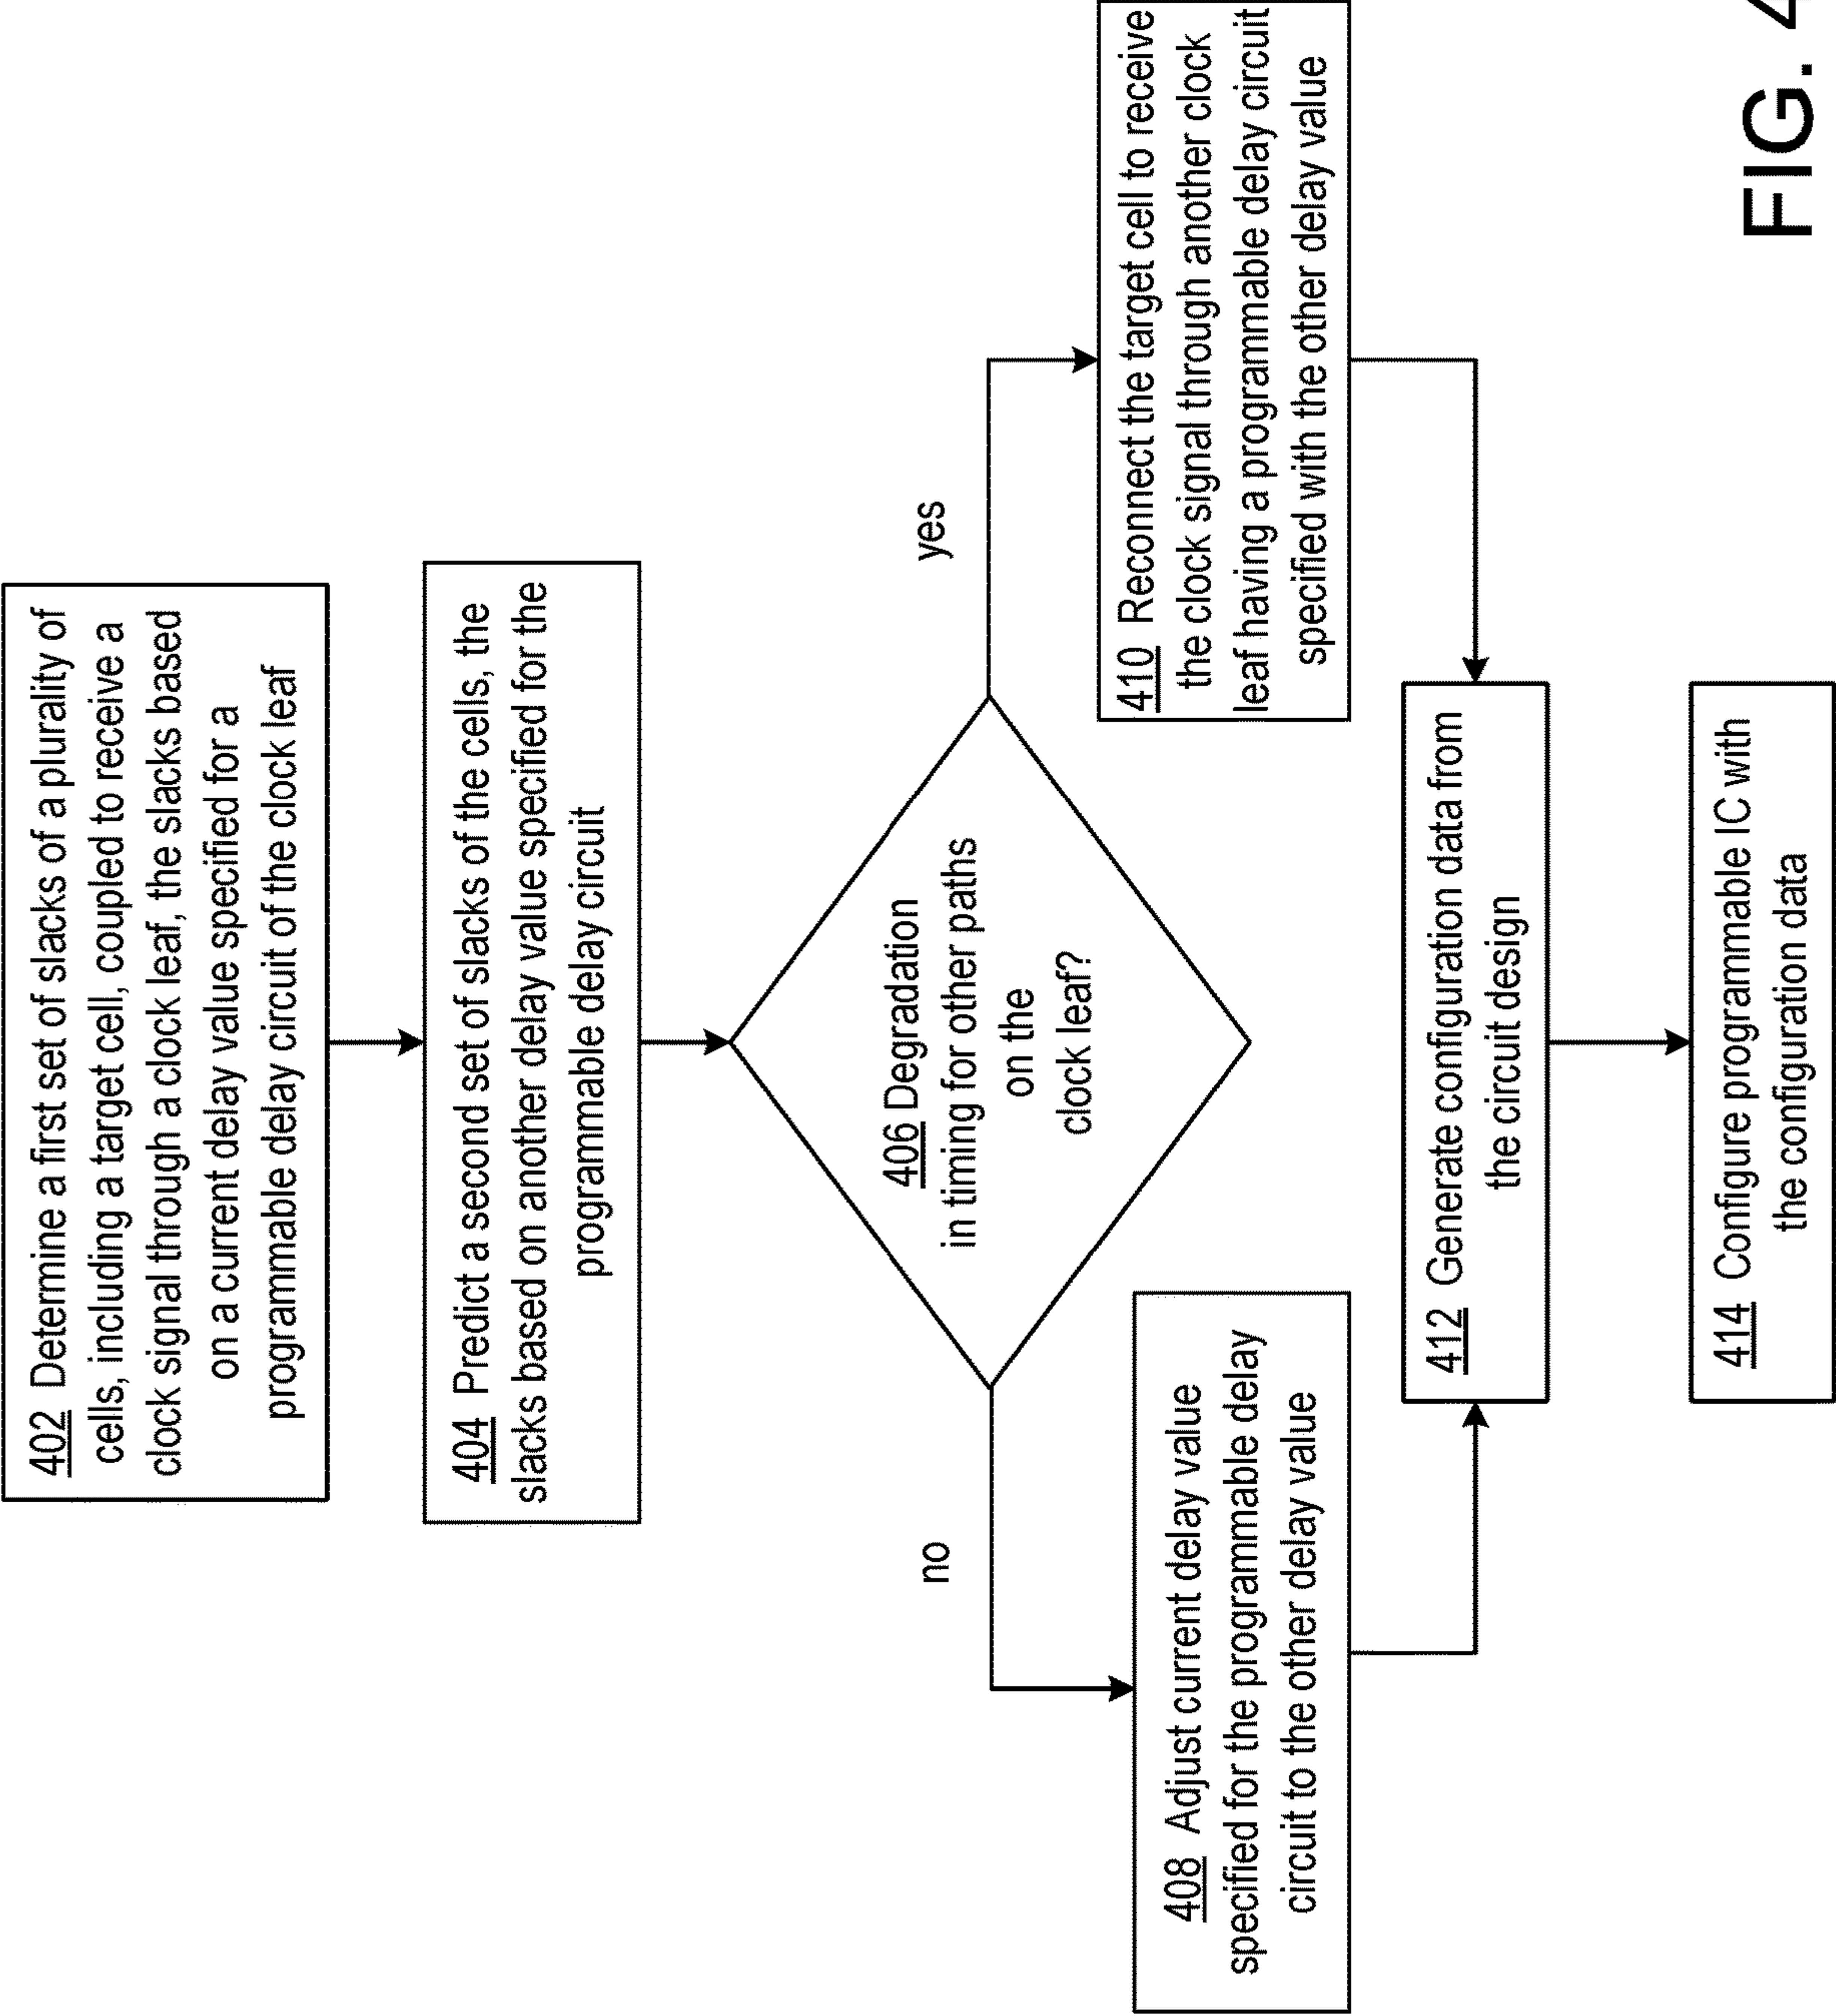 402 Determine a first set of slacks of a plurality of
cells, including a target cell, coupled to receive a
clock signal through a clock leaf, the slacks based
on a current delay value specified for a
programmable delay circuit of the clock leaf
404 Predict a second set of slacks of the cells, the
slacks based on another delay value specified for the
programmable delay circuit
406 Degradation
in timing for other paths
on the
clock leaf?
no
yes
408 Adjust current delay value
specified for the programmable delay
circuit to the other delay value
410 Reconnect the target cell to receive
the clock signal through another clock
leaf having a programmable delay circuit
specified with the other delay value
412 Generate configuration data from
the circuit design
414 Configure programmable IC with
the configuration data
FIG. 4